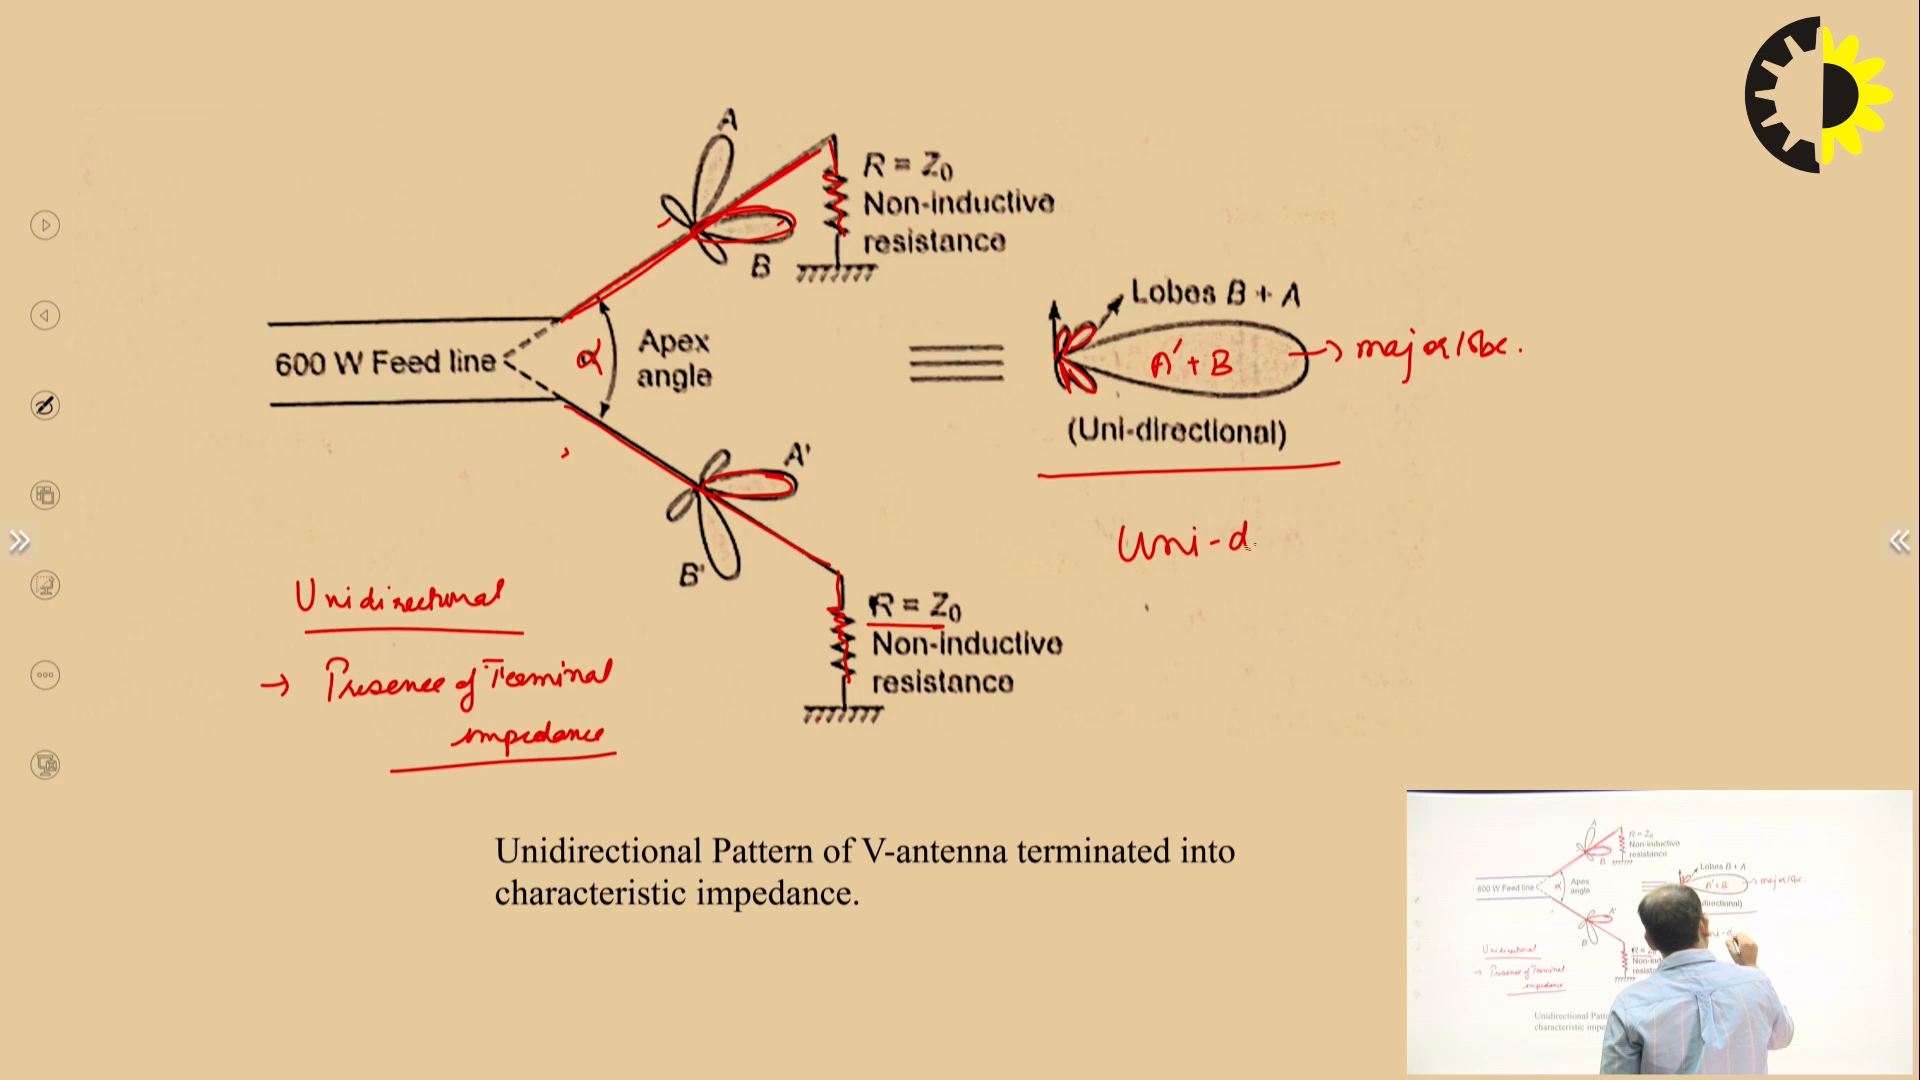 A
R = Z0
Non-inductive
resistance
B
Lobes B + A
A' + B → major lobe.
(Uni-directional)
600 W Feed line
α
Apex
angle
A'
B'
Uni-d
R = Z0
Non-inductive
resistance
Unidirectional
→ Presence of Terminal
impedance
Unidirectional Pattern of V-antenna terminated into
characteristic impedance.